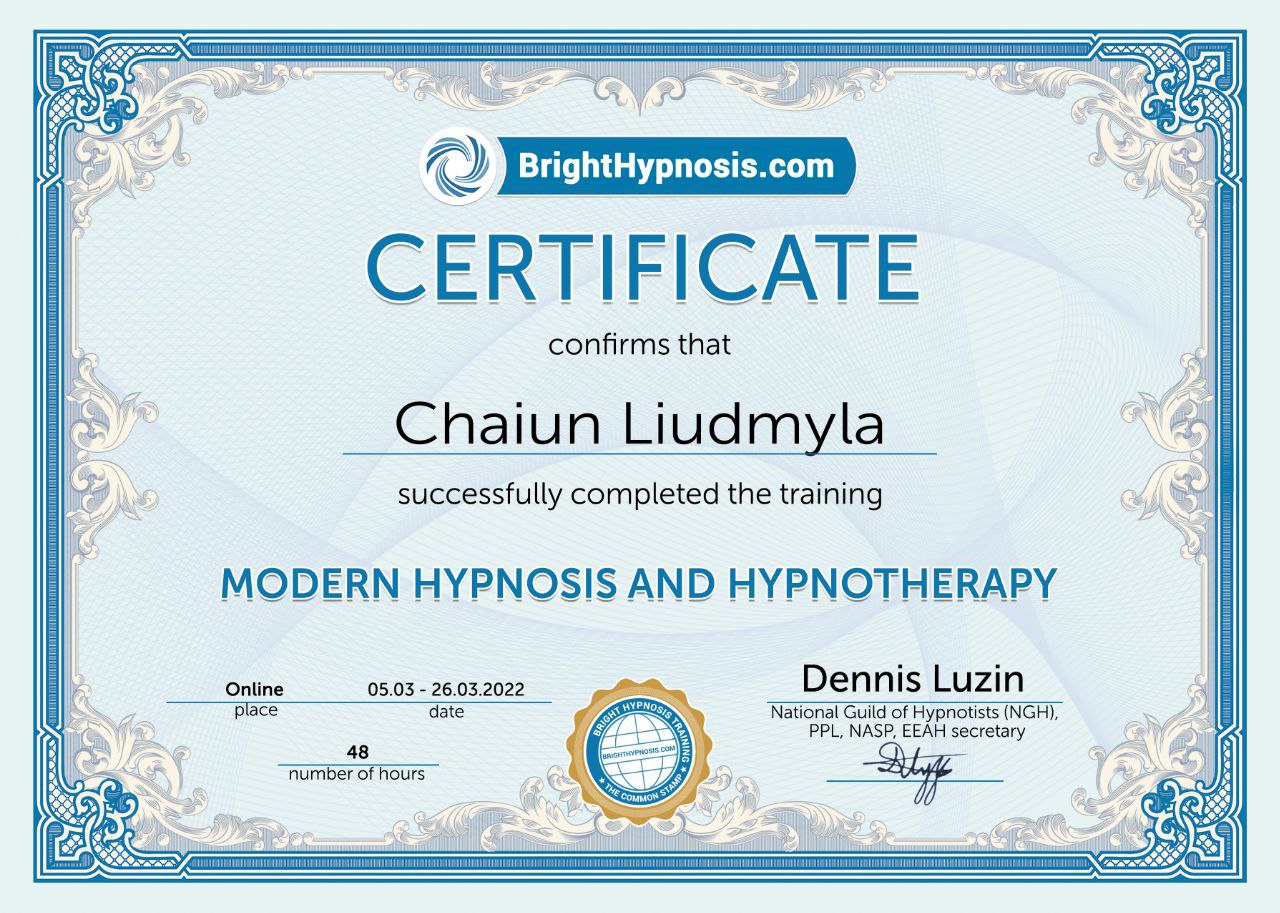 BrightHypnosis.com
CERTIFICATE
confirms that
Chaiun Liudmyla
successfully completed the training
MODERN HYPNOSIS AND HYPNOTHERAPY
Online
place
05.03 - 26.03.2022
date
48
number of hours
BRIGHT HYPNOSIS TRAINING
BRIGHTHYPNOSIS.COM
★ THE COMMON STAMP ★
Dennis Luzin
National Guild of Hypnotists (NGH),
PPL, NASP, EEAH secretary